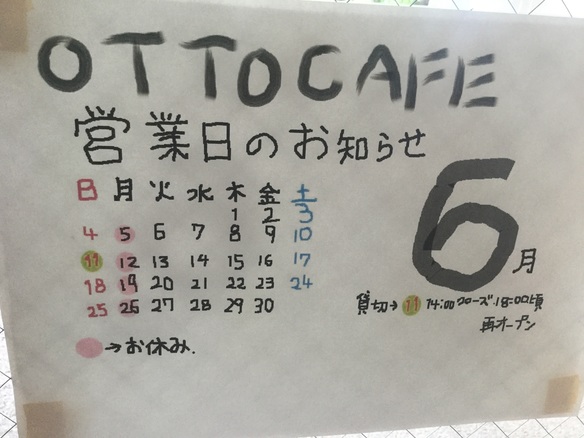 OTTOCAFE
営業日のお知らせ
日 月 火 水 木 金 土
1 2 3
4 5 6 7 8 9 10
11 12 13 14 15 16 17
18 19 20 21 22 23 24
25 26 27 28 29 30
6月
貸切→11 14:00クローズ・18:00頃
再オープン
→お休み.